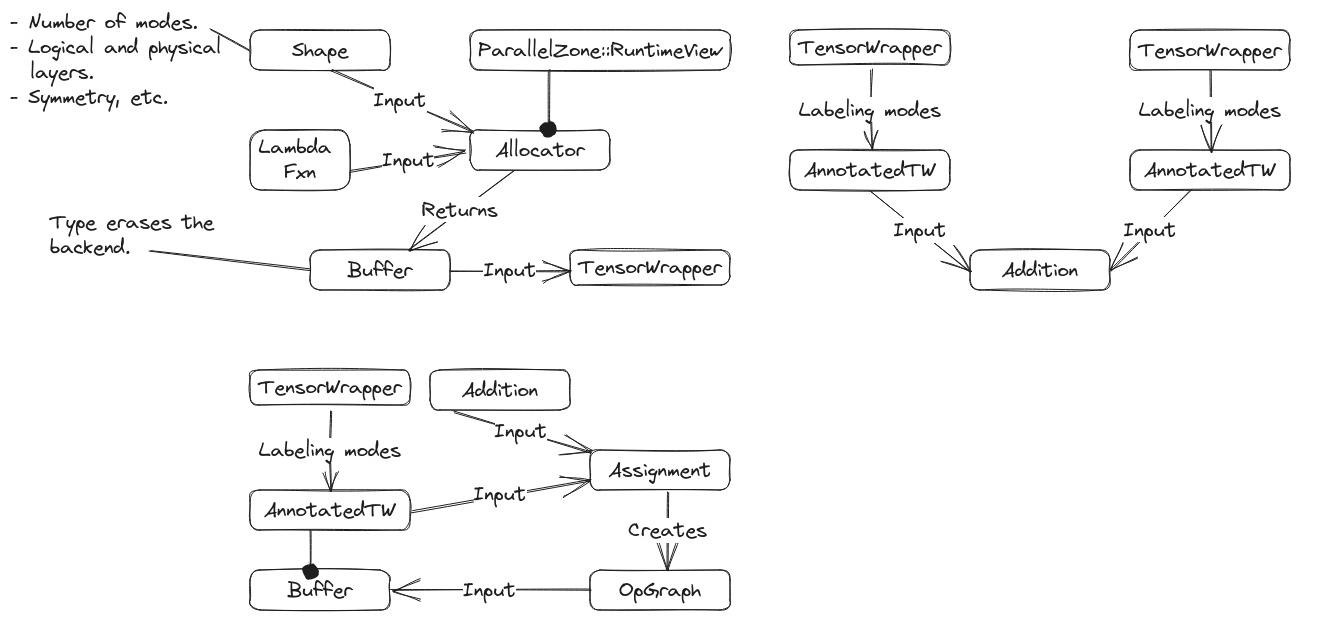 - Number of modes.
- Logical and physical
layers.
- Symmetry, etc.
Shape
ParallelZone::RuntimeView
Input
Lambda
Fxn
Input
Allocator
Returns
Type erases the
backend.
Buffer
Input
TensorWrapper
TensorWrapper
TensorWrapper
Labeling modes
Labeling modes
AnnotatedTW
AnnotatedTW
Input
Input
Addition
TensorWrapper
Addition
Labeling modes
Input
Assignment
AnnotatedTW
Input
Creates
Buffer
Input
OpGraph